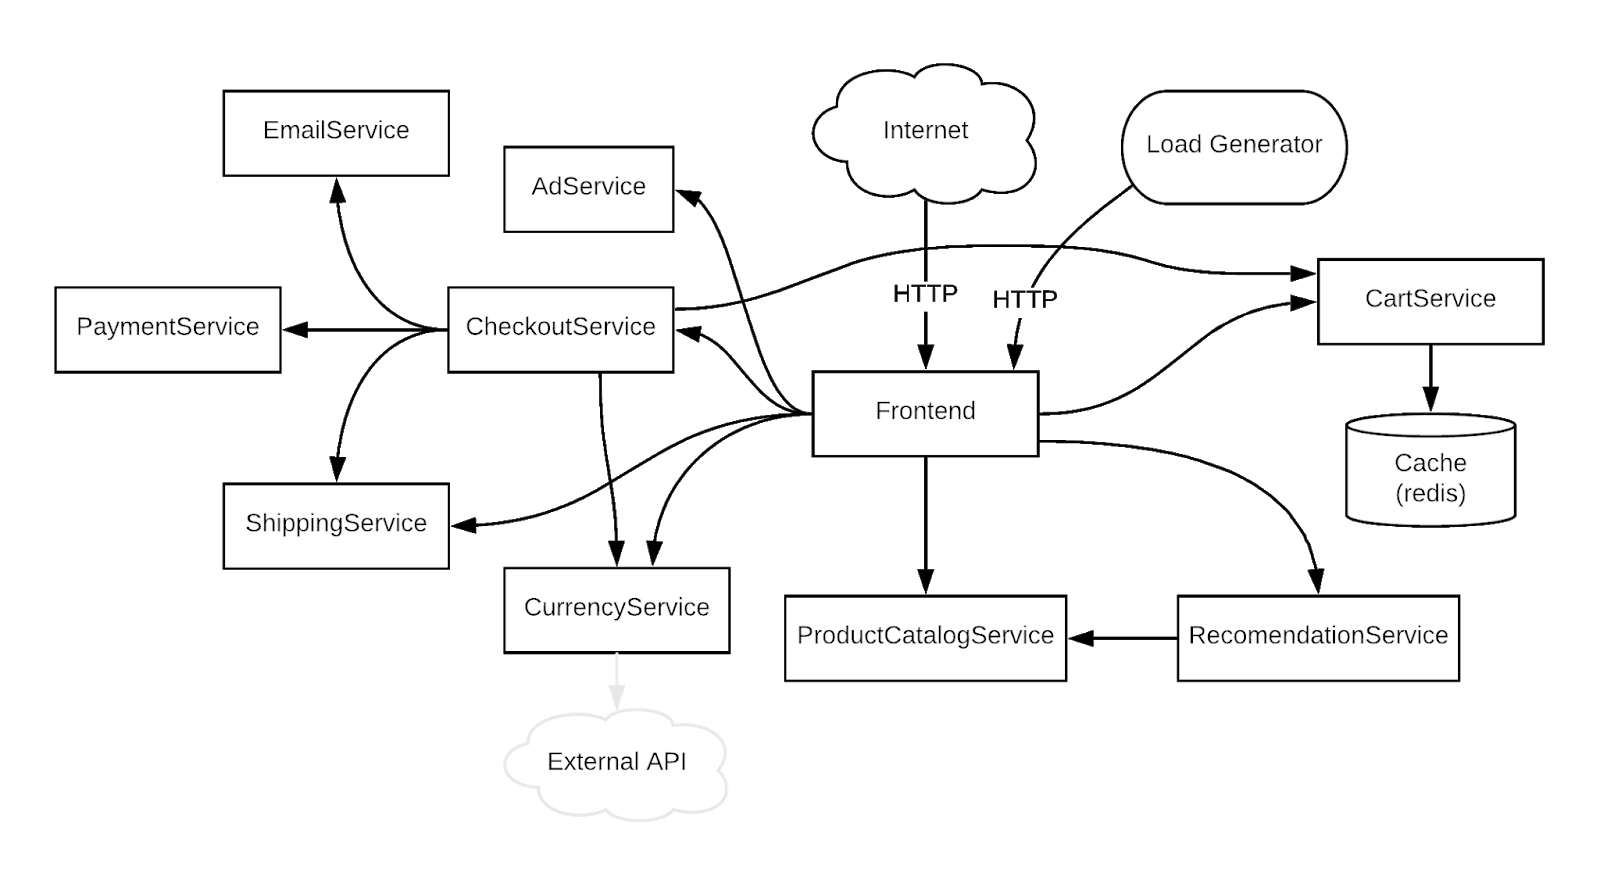 Internet
Load Generator
EmailService
AdService
HTTP
HTTP
CartService
PaymentService
CheckoutService
Frontend
Cache
(redis)
ShippingService
CurrencyService
ProductCatalogService
RecomendationService
External API